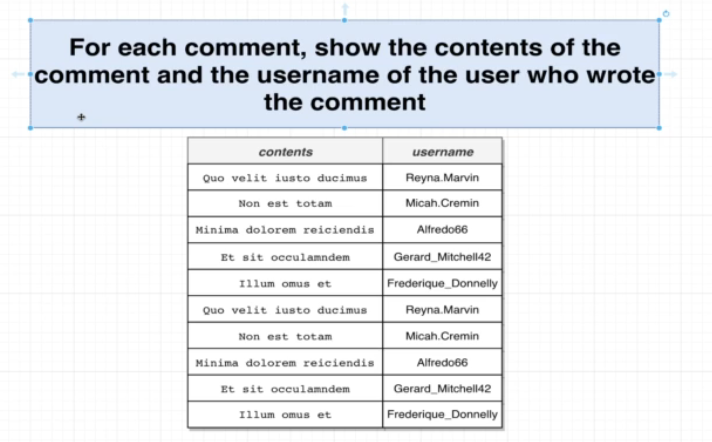 For each comment, show the contents of the
comment and the username of the user who wrote
the comment
contents username
Quo velit iusto ducimus Reyna.Marvin
Non est totam Micah.Cremin
Minima dolorem reiciendis Alfredo66
Et sit occulamndem Gerard_Mitchell42
Illum omus et Frederique_Donnelly
Quo velit iusto ducimus Reyna.Marvin
Non est totam Micah.Cremin
Minima dolorem reiciendis Alfredo66
Et sit occulamndem Gerard_Mitchell42
Illum omus et Frederique_Donnelly